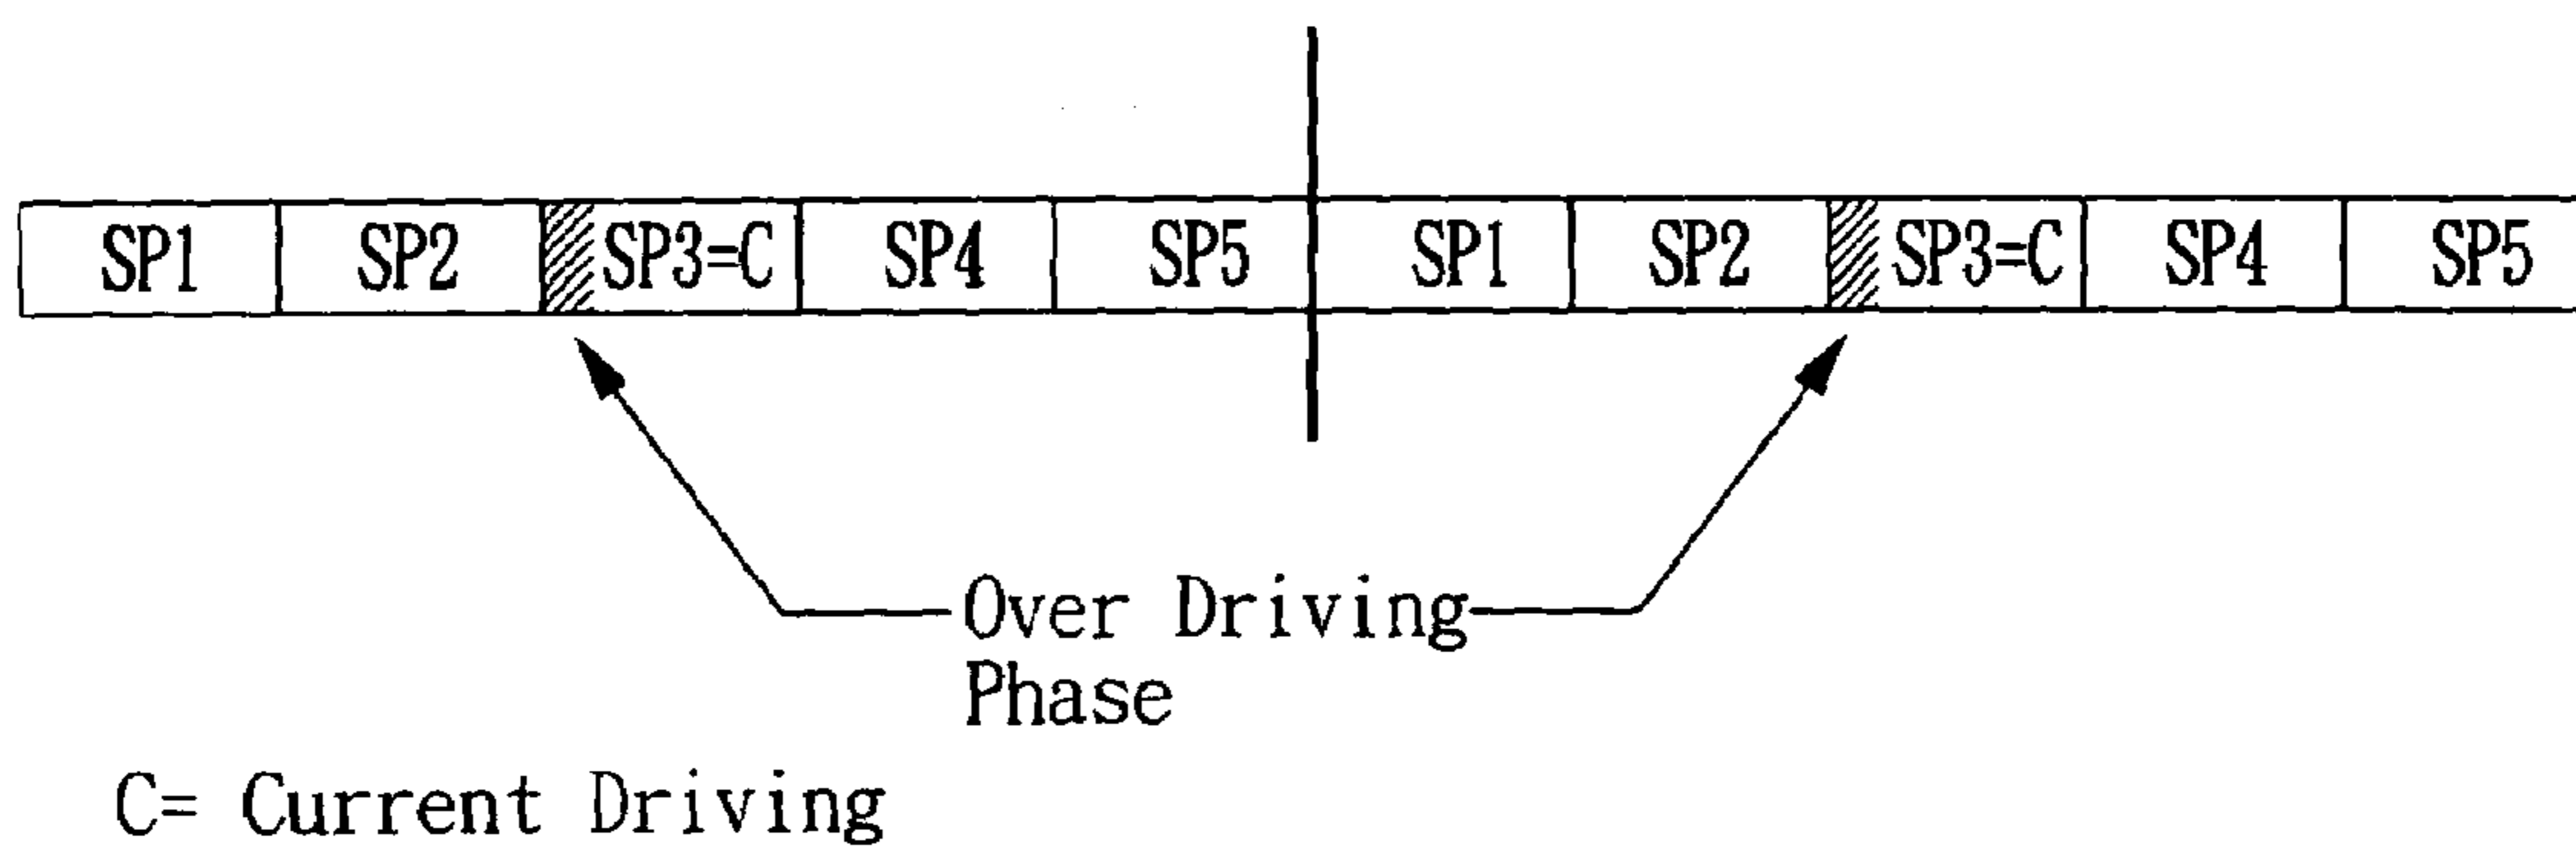 SP1 SP2 SP3=C SP4 SP5 SP1 SP2 SP3=C SP4 SP5
Over Driving
Phase
C= Current Driving